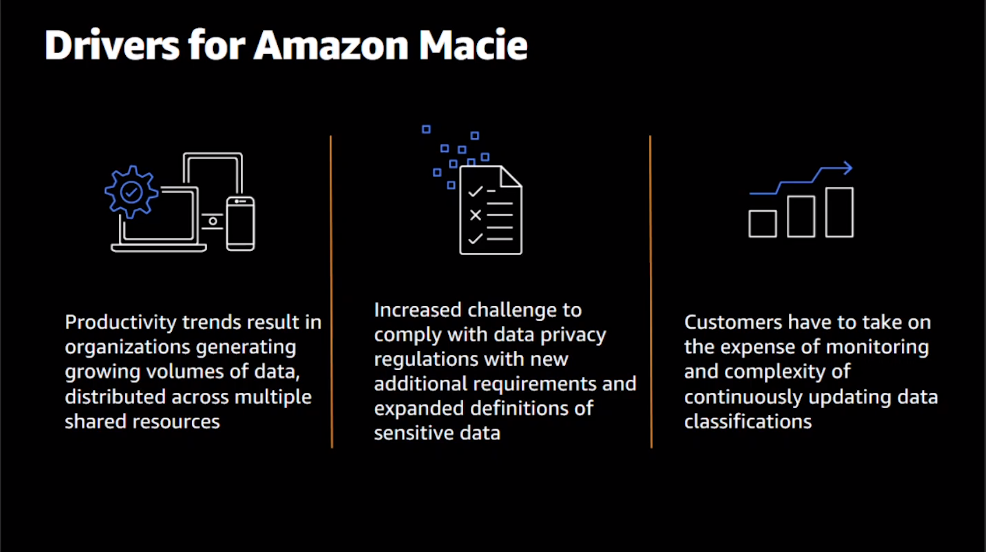 Drivers for Amazon Macie
Productivity trends result in
organizations generating
growing volumes of data,
distributed across multiple
shared resources
Increased challenge to
comply with data privacy
regulations with new
additional requirements and
expanded definitions of
sensitive data
Customers have to take on
the expense of monitoring
and complexity of
continuously updating data
classifications